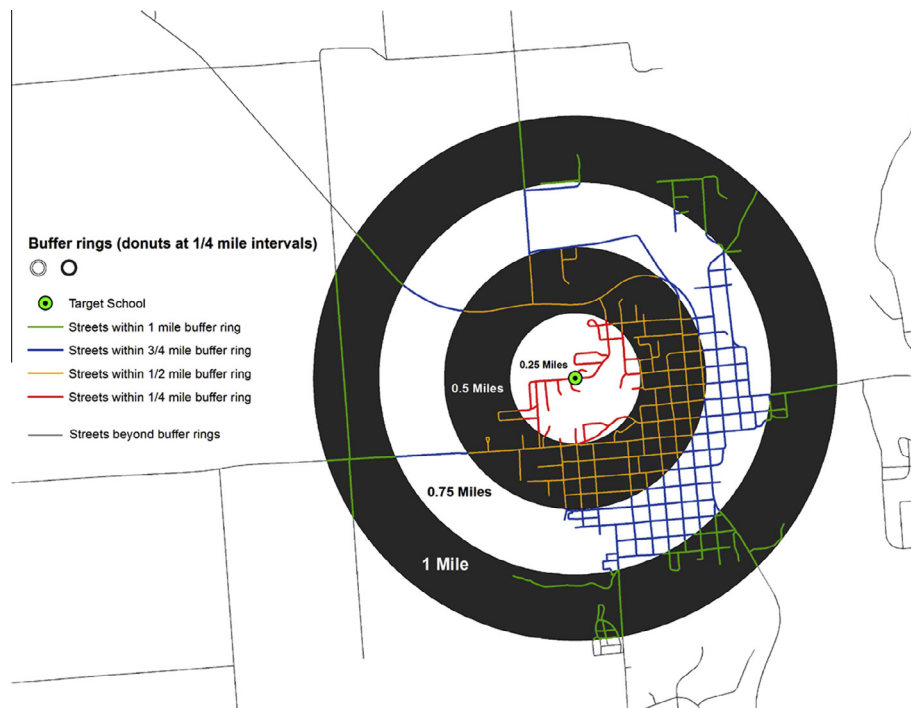 Buffer rings (donuts at 1/4 mile intervals)
Target School
Streets within 1 mile buffer ring
Streets within 3/4 mile buffer ring
Streets within 1/2 mile buffer ring
Streets within 1/4 mile buffer ring
Streets beyond buffer rings
0.25 Miles
0.5 Miles
0.75 Miles
1 Mile